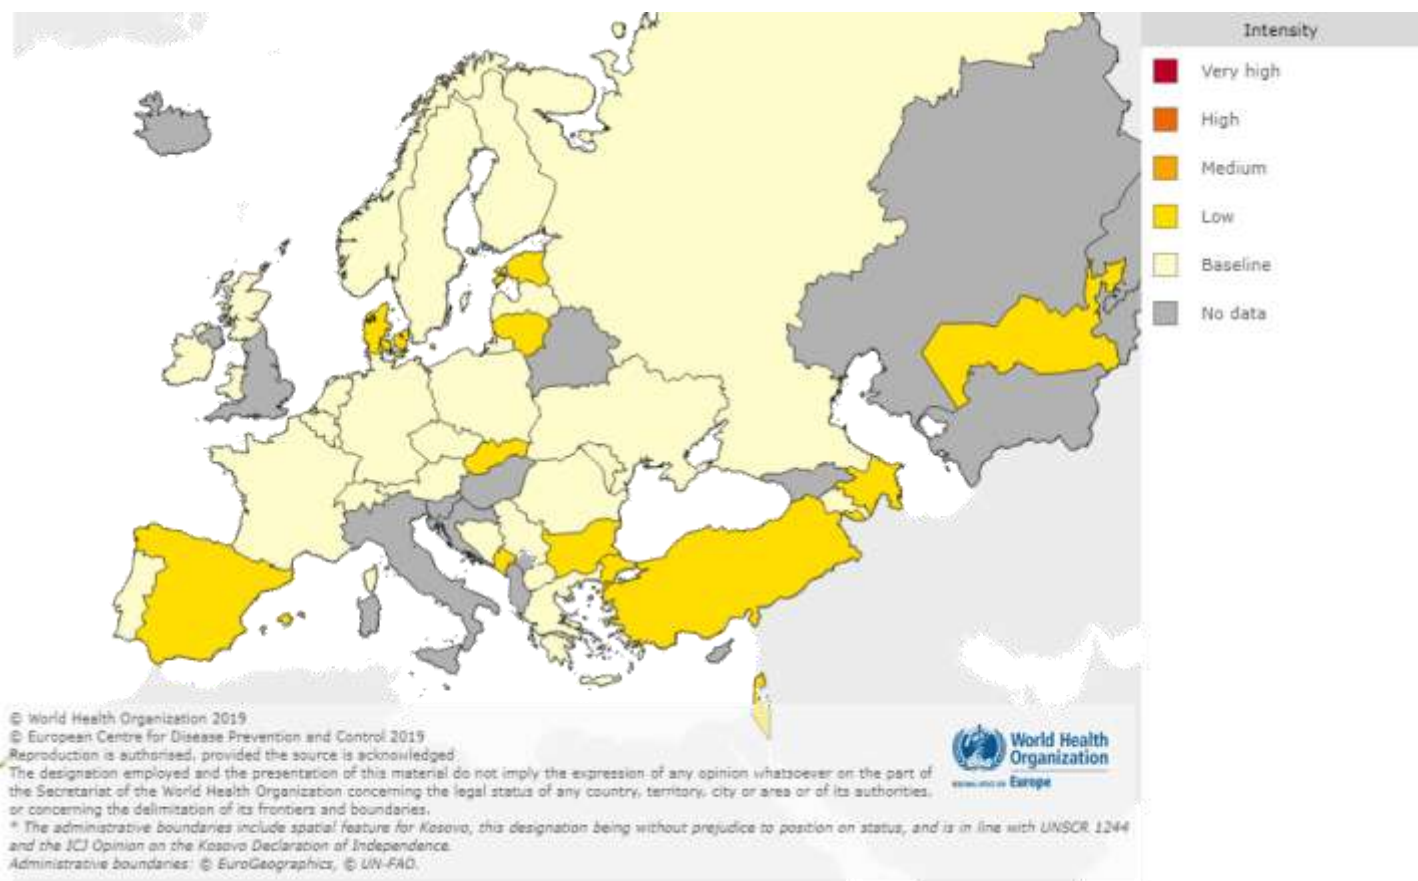 Intensity
Very high
High
Medium
Low
Baseline
No data
© World Health Organization 2019
© European Centre for Disease Prevention and Control 2019
Reproduction is authorised, provided the source is acknowledged
The designation employed and the presentation of this material do not imply the expression of any opinion whatsoever on the part of
the Secretariat of the World Health Organization concerning the legal status of any country, territory, city or area or of its authorities,
or concerning the delimitation of its frontiers and boundaries.
* The administrative boundaries include spatial feature for Kosovo, this designation being without prejudice to position on status, and is in line with UNSCR 1244
and the ICJ Opinion on the Kosovo Declaration of Independence.
Administrative boundaries: © EuroGeographics, © UN-FAO.
World Health
Organization
Europe